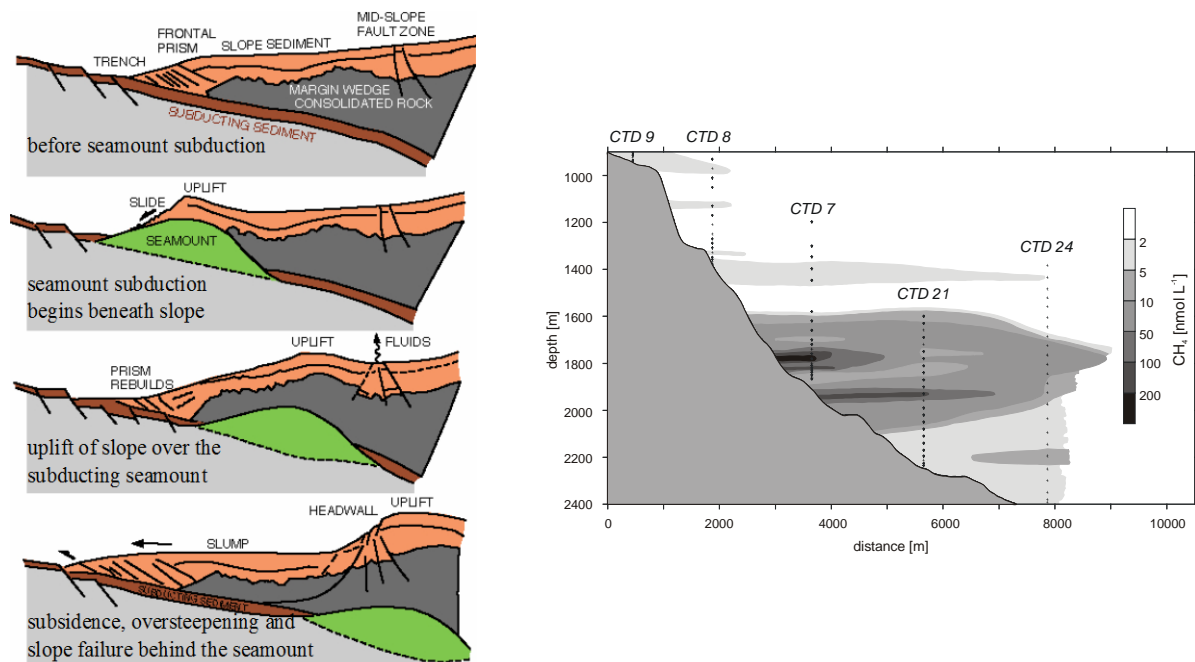 MID-SLOPE
FAULT ZONE
FRONTAL
PRISM
SLOPE SEDIMENT
TRENCH
MARGIN WEDGE
CONSOLIDATED ROCK
SUBDUCTING SEDIMENT
before seamount subduction
UPLIFT
SLIDE
SEAMOUNT
seamount subduction
begins beneath slope
UPLIFT
FLUIDS
PRISM
REBUILDS
uplift of slope over the
subducting seamount
HEADWALL
UPLIFT
SLUMP
SUBDUCTING SEDIMENT
subsidence, oversteepening and
slope failure behind the seamount
CTD 9
CTD 8
CTD 7
CTD 21
CTD 24
1000
1200
1400
1600
1800
2000
2200
2400
depth [m]
0
2000
4000
6000
8000
10000
distance [m]
2
5
10
50
100
200
CH₄ [nmol L⁻¹]